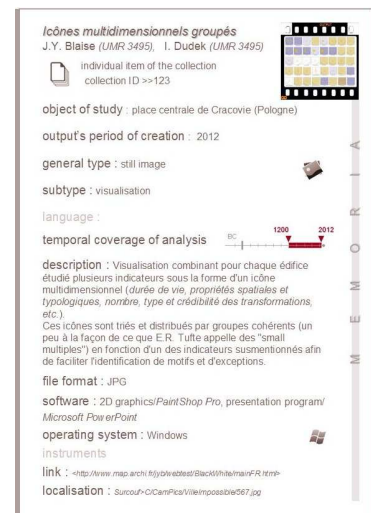 Icônes multidimensionnels groupés
J.Y. Blaise (UMR 3495), I. Dudek (UMR 3495)
individual item of the collection
collection ID >>123
object of study : place centrale de Cracovie (Pologne)
output's period of creation : 2012
general type : still image
subtype : visualisation
language :
temporal coverage of analysis
BC
1200
2012
description : Visualisation combinant pour chaque édifice
étudié plusieurs indicateurs sous la forme d'un icône
multidimensionnel (durée de vie, propriétés spatiales et
typologiques, nombre, type et crédibilité des transformations,
etc.).
Ces icônes sont triés et distribués par groupes cohérents (un
peu à la façon de ce que E.R. Tufte appelle des "small
multiples") en fonction d'un des indicateurs susmentionnés afin
de faciliter l'identification de motifs et d'exceptions.
file format : JPG
software : 2D graphics/PaintShop Pro, presentation program/
Microsoft PowerPoint
operating system : Windows
instruments
link : <http://www.map.archi.fr/jyb/webtest/BlackWhite/mainFR.html>
localisation : Surcouf>C/CamPics/VilleImpossible/567.jpg
MEMORIA